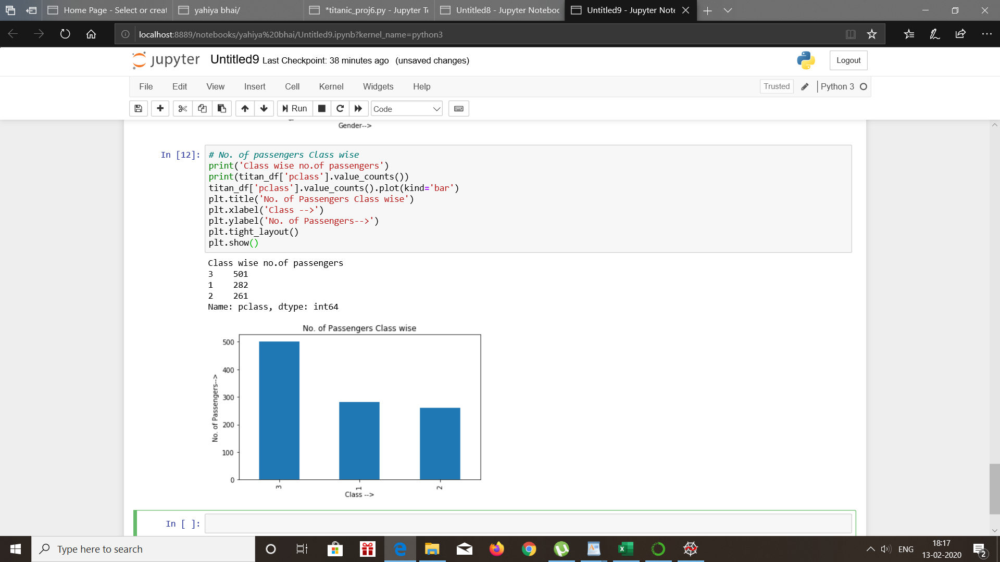 Home Page - Select or creat
yahiya bhai/
*titanic_proj6.py - Jupyter Te
Untitled8 - Jupyter Noteboo
Untitled9 - Jupyter Note
localhost:8889/notebooks/yahiya%20bhai/Untitled9.ipynb?kernel_name=python3
jupyter Untitled9 Last Checkpoint: 38 minutes ago (unsaved changes)
Logout
File Edit View Insert Cell Kernel Widgets Help
Trusted
Python 3
Run
Code
Gender-->
In [12]:
# No. of passengers Class wise
print('Class wise no.of passengers')
print(titan_df['pclass'].value_counts())
titan_df['pclass'].value_counts().plot(kind='bar')
plt.title('No. of Passengers Class wise')
plt.xlabel('Class -->')
plt.ylabel('No. of Passengers-->')
plt.tight_layout()
plt.show()
Class wise no.of passengers
3    501
1    282
2    261
Name: pclass, dtype: int64
No. of Passengers Class wise
No. of Passengers-->
500
400
300
200
100
0
3 1 2
Class -->
In [ ]:
Type here to search
ENG
18:17
13-02-2020
2